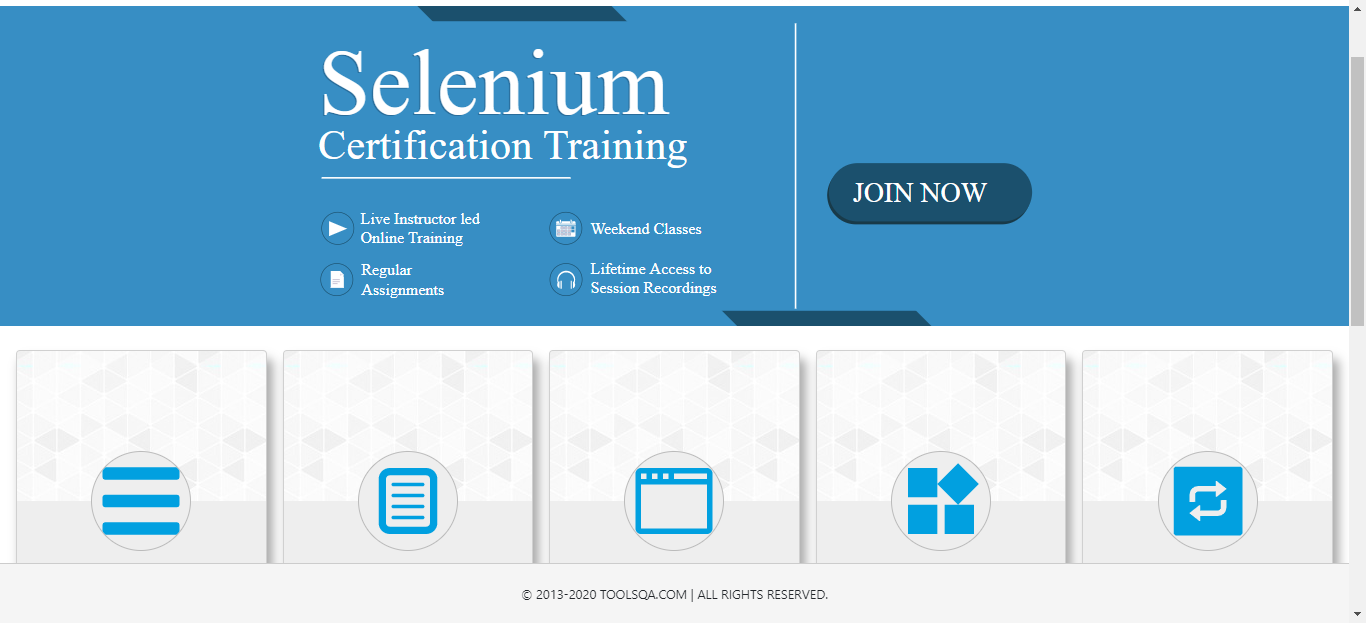 Selenium
Certification Training
JOIN NOW
Live Instructor led
Online Training
Weekend Classes
Regular
Assignments
Lifetime Access to
Session Recordings
© 2013-2020 TOOLSQA.COM | ALL RIGHTS RESERVED.